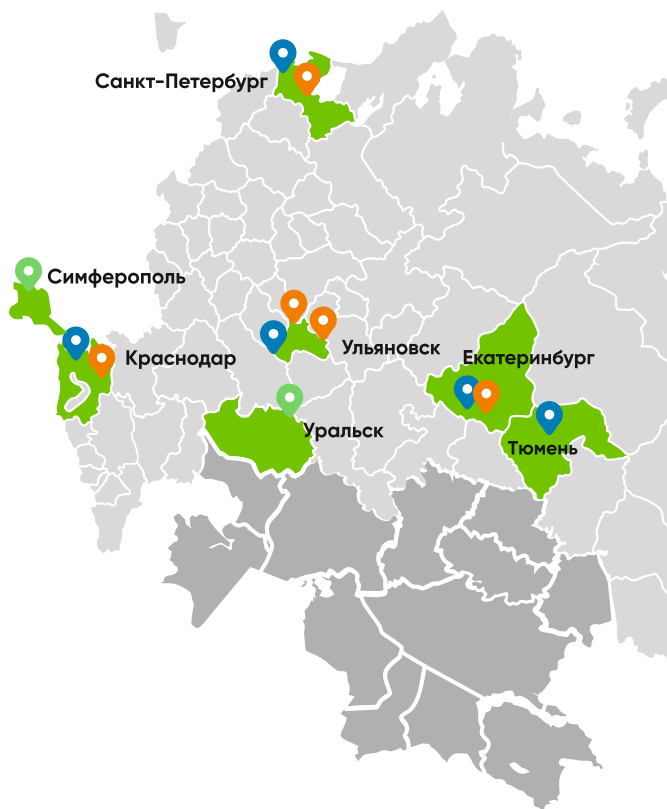 Санкт-Петербург
Симферополь
Краснодар
Ульяновск
Екатеринбург
Уральск
Тюмень